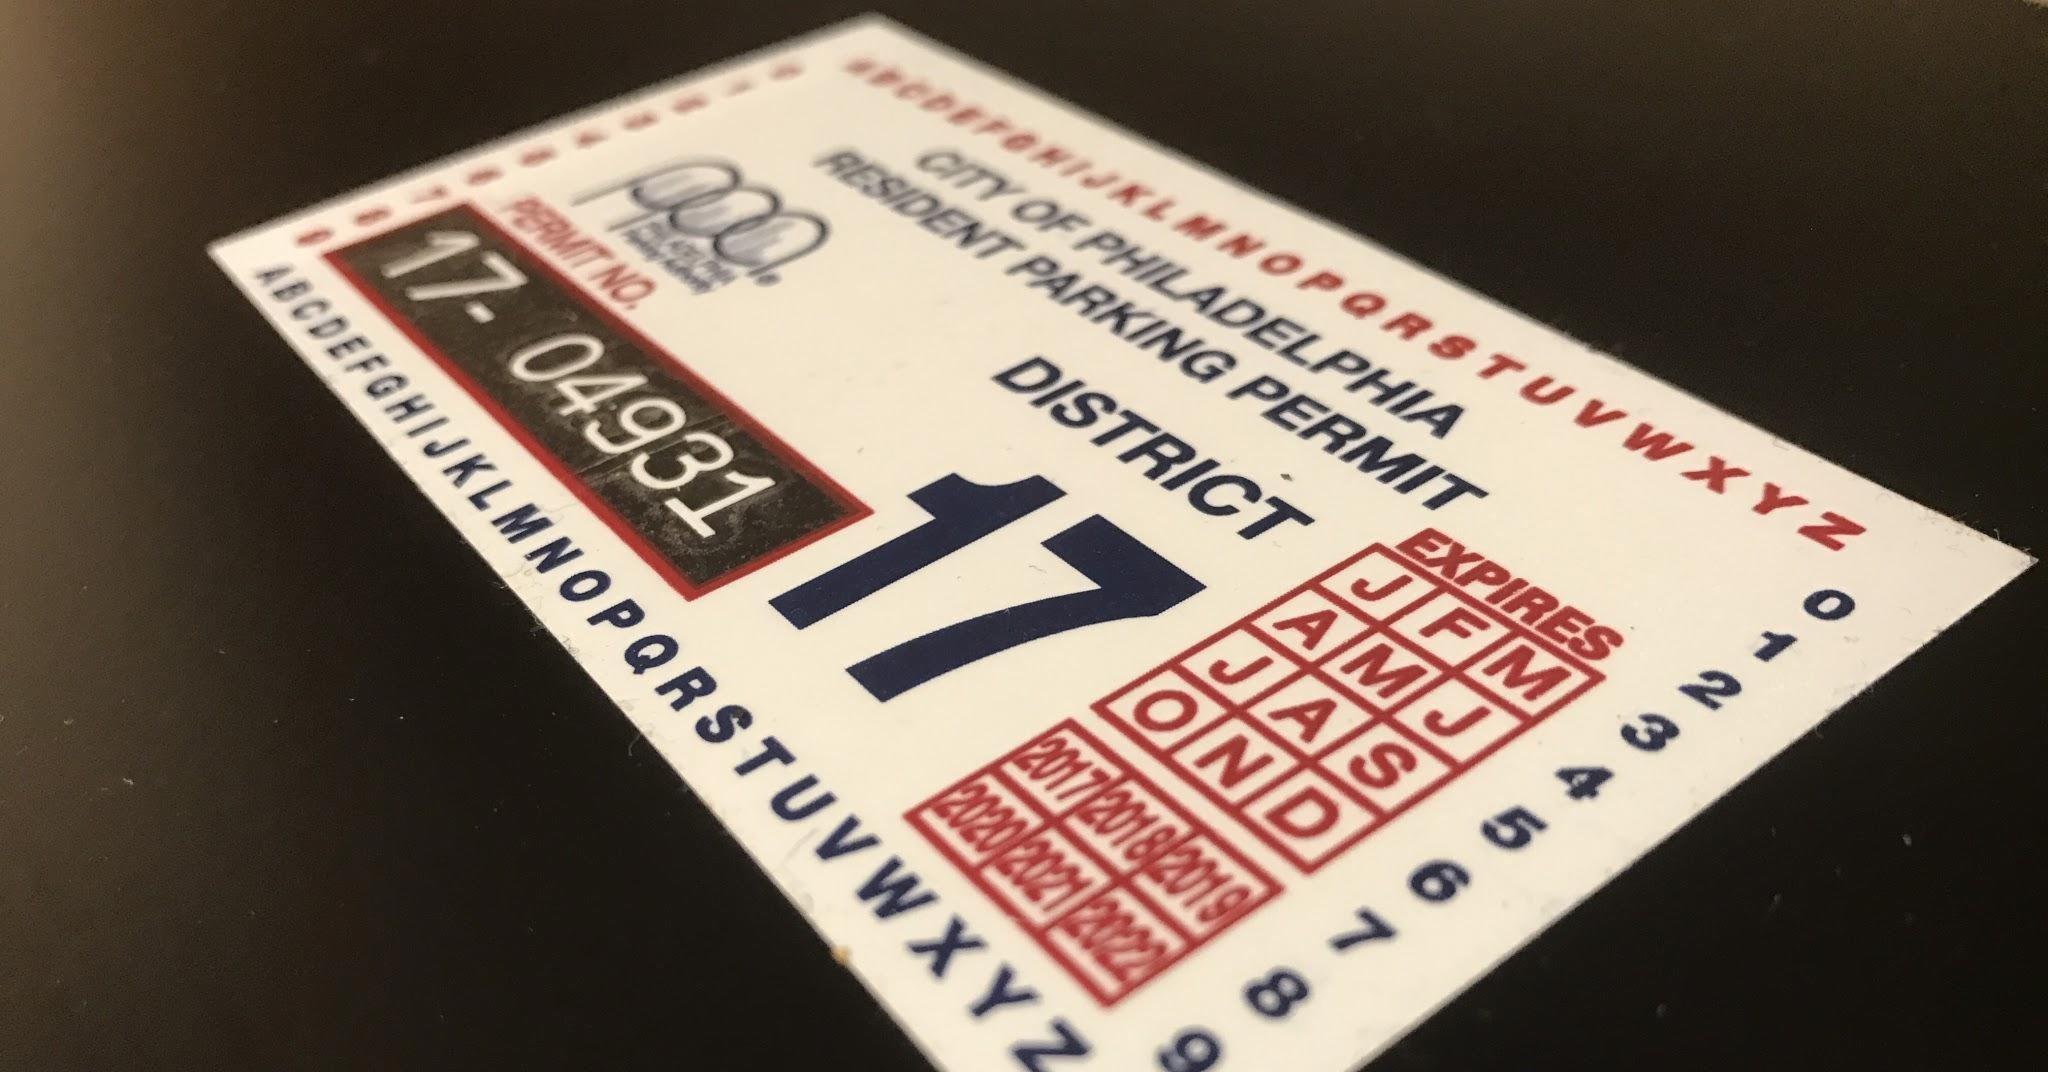 ABCDEFGHIJKLMNOPQRSTUVWXYZ
CITY OF PHILADELPHIA
RESIDENT PARKING PERMIT
DISTRICT
17
PERMIT NO.
17- 04931
EXPIRES
J F M
A M J
J A S
O N D
2017 2018 2019
2020 2021 2022
0 1 2 3 4 5 6 7 8 9
ABCDEFGHIJKLMNOPQRSTUVWXYZ